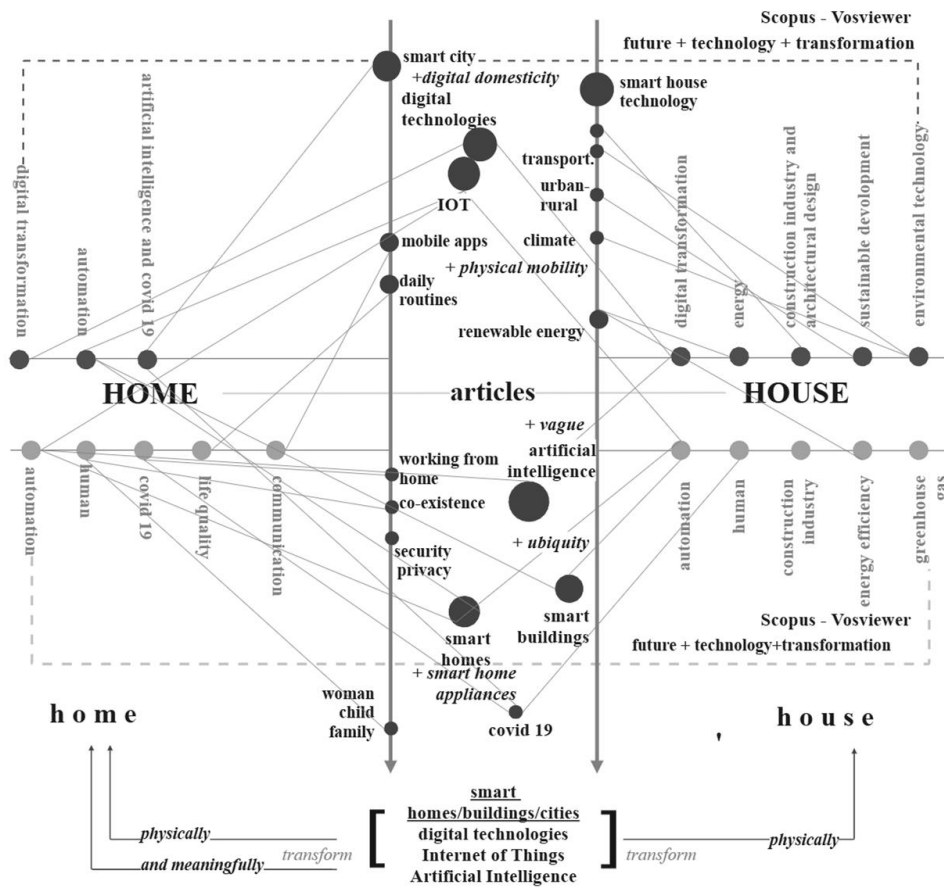 Scopus - Vosviewer
future + technology + transformation
smart city
+digital domesticity
digital
technologies
smart house
technology
IOT
transport.
urban-
rural
climate
mobile apps
+ physical mobility
daily
routines
renewable energy
digital transformation
automation
artificial intelligence and covid 19
digital transformation
energy
construction industry and
architectural design
sustainable devolopment
environmental technology
HOME
articles
HOUSE
+ vague
artificial
intelligence
working from
home
co-existence
+ ubiquity
security
privacy
automation
human
covid 19
life quality
communication
automation
human
construction
industry
energy efficiency
greenhouse
gas
smart
homes
smart
buildings
+ smart home
appliances
Scopus - Vosviewer
future + technology+transformation
woman
child
family
covid 19
home
house
smart
homes/buildings/cities
digital technologies
Internet of Things
Artificial Intelligence
physically
and meaningfully
transform
transform
physically